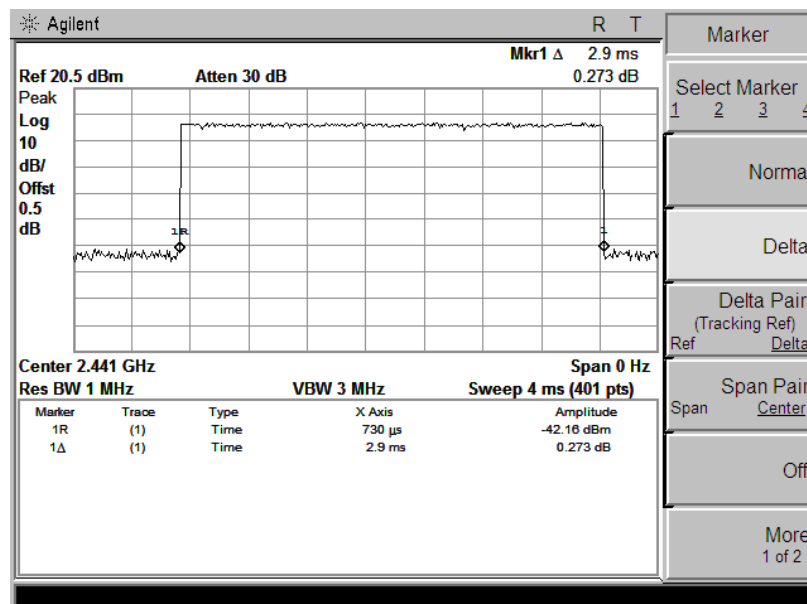 Agilent R T
Mkr1 Δ 2.9 ms
Ref 20.5 dBm Atten 30 dB 0.273 dB
Peak
Log
10
dB/
Offst
0.5
dB
1R
1
Center 2.441 GHz Span 0 Hz
Res BW 1 MHz VBW 3 MHz Sweep 4 ms (401 pts)
Marker Trace Type X Axis Amplitude
1R (1) Time 730 µs -42.16 dBm
1Δ (1) Time 2.9 ms 0.273 dB
Marker
Select Marker
1 2 3 4
Norma
Delta
Delta Pair
(Tracking Ref)
Ref Delta
Span Pair
Span Center
Off
More
1 of 2